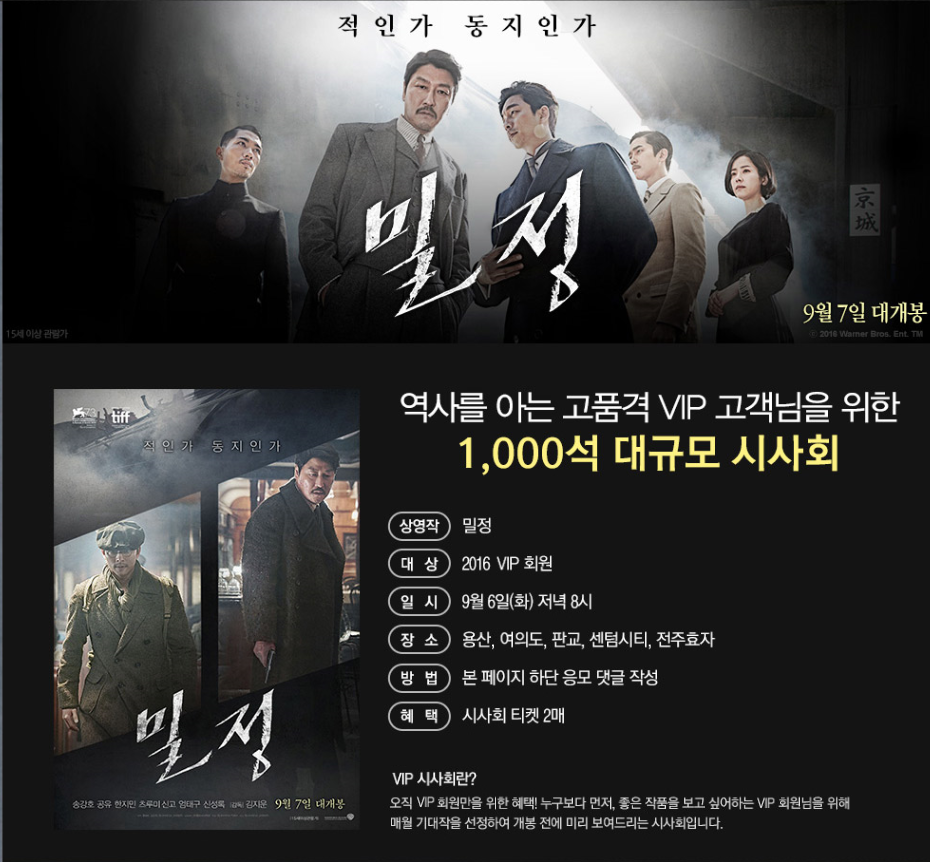 적인가 동지인가
밀정
京城
9월 7일 대개봉
15세 이상 관람가
© 2016 Warner Bros. Ent. TM
역사를 아는 고품격 VIP 고객님을 위한
1,000석 대규모 시사회
73
tiff
적인가 동지인가
밀정
송강호 공유 한지민 츠루미 신고 엄태구 신성록 감독 김지운 9월 7일 대개봉
상영작 밀정
대 상 2016 VIP 회원
일 시 9월 6일(화) 저녁 8시
장 소 용산, 여의도, 판교, 센텀시티, 전주효자
방 법 본 페이지 하단 응모 댓글 작성
혜 택 시사회 티켓 2매
VIP 시사회란?
오직 VIP 회원만을 위한 혜택! 누구보다 먼저, 좋은 작품을 보고 싶어하는 VIP 회원님을 위해
매월 기대작을 선정하여 개봉 전에 미리 보여드리는 시사회입니다.